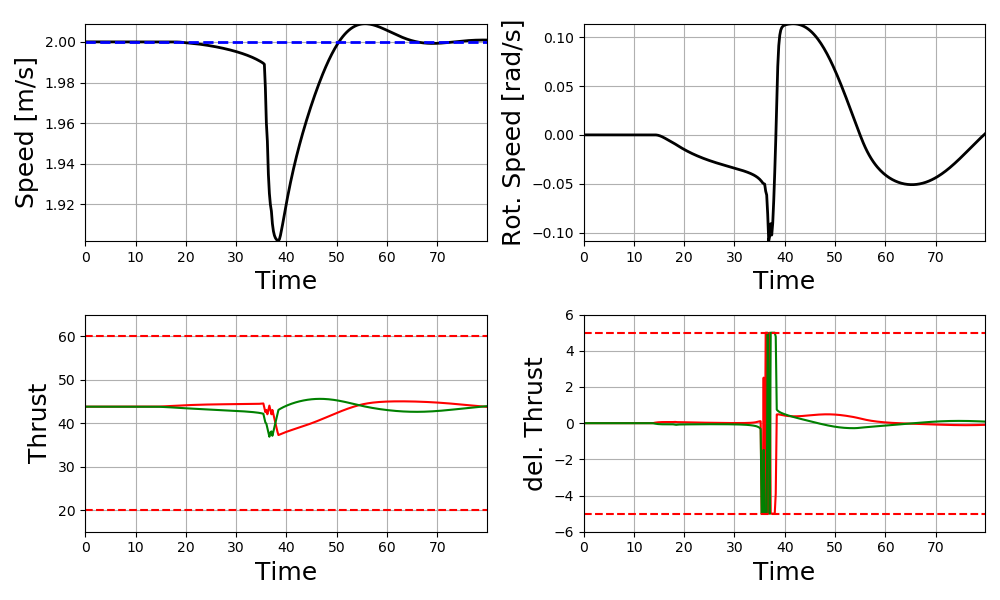 Speed [m/s]
2.00
1.98
1.96
1.94
1.92
0 10 20 30 40 50 60 70
Time
Rot. Speed [rad/s]
0.10
0.05
0.00
−0.05
−0.10
0 10 20 30 40 50 60 70
Time
Thrust
60
50
40
30
20
0 10 20 30 40 50 60 70
Time
del. Thrust
6
4
2
0
−2
−4
−6
0 10 20 30 40 50 60 70
Time